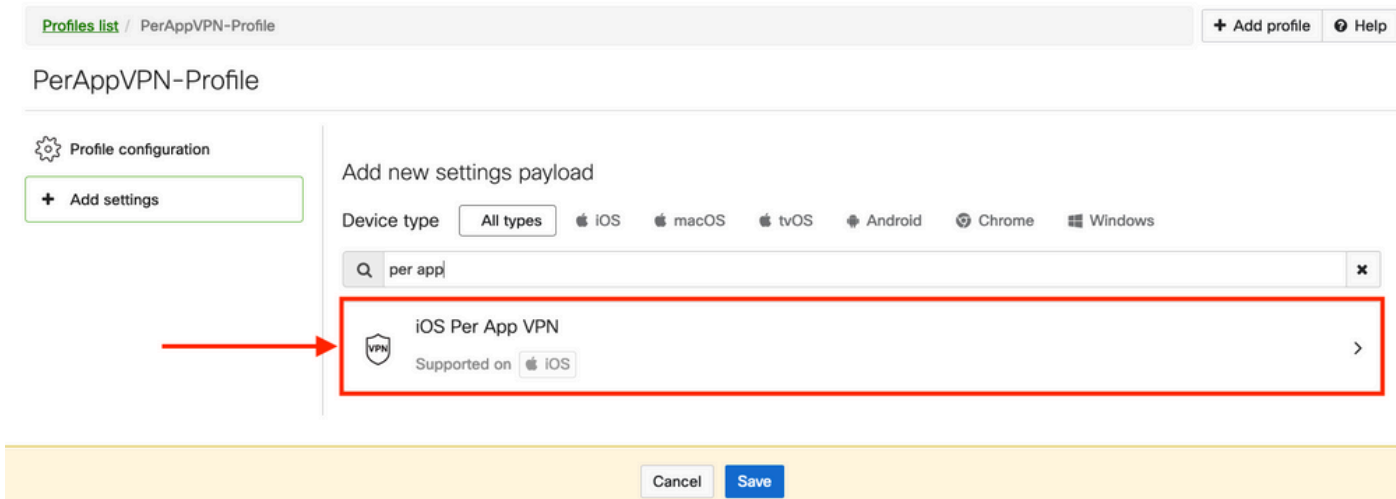 Profiles list / PerAppVPN-Profile
+ Add profile
Help
PerAppVPN-Profile
Profile configuration
+ Add settings
Add new settings payload
Device type All types iOS macOS tvOS Android Chrome Windows
per app
iOS Per App VPN
VPN
Supported on iOS
Cancel Save